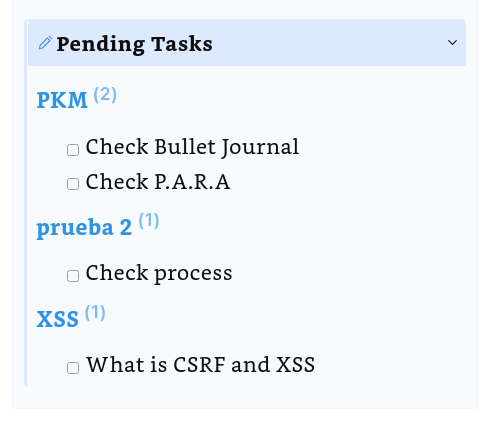 Pending Tasks
PKM (2)
Check Bullet Journal
Check P.A.R.A
prueba 2 (1)
Check process
XSS (1)
What is CSRF and XSS